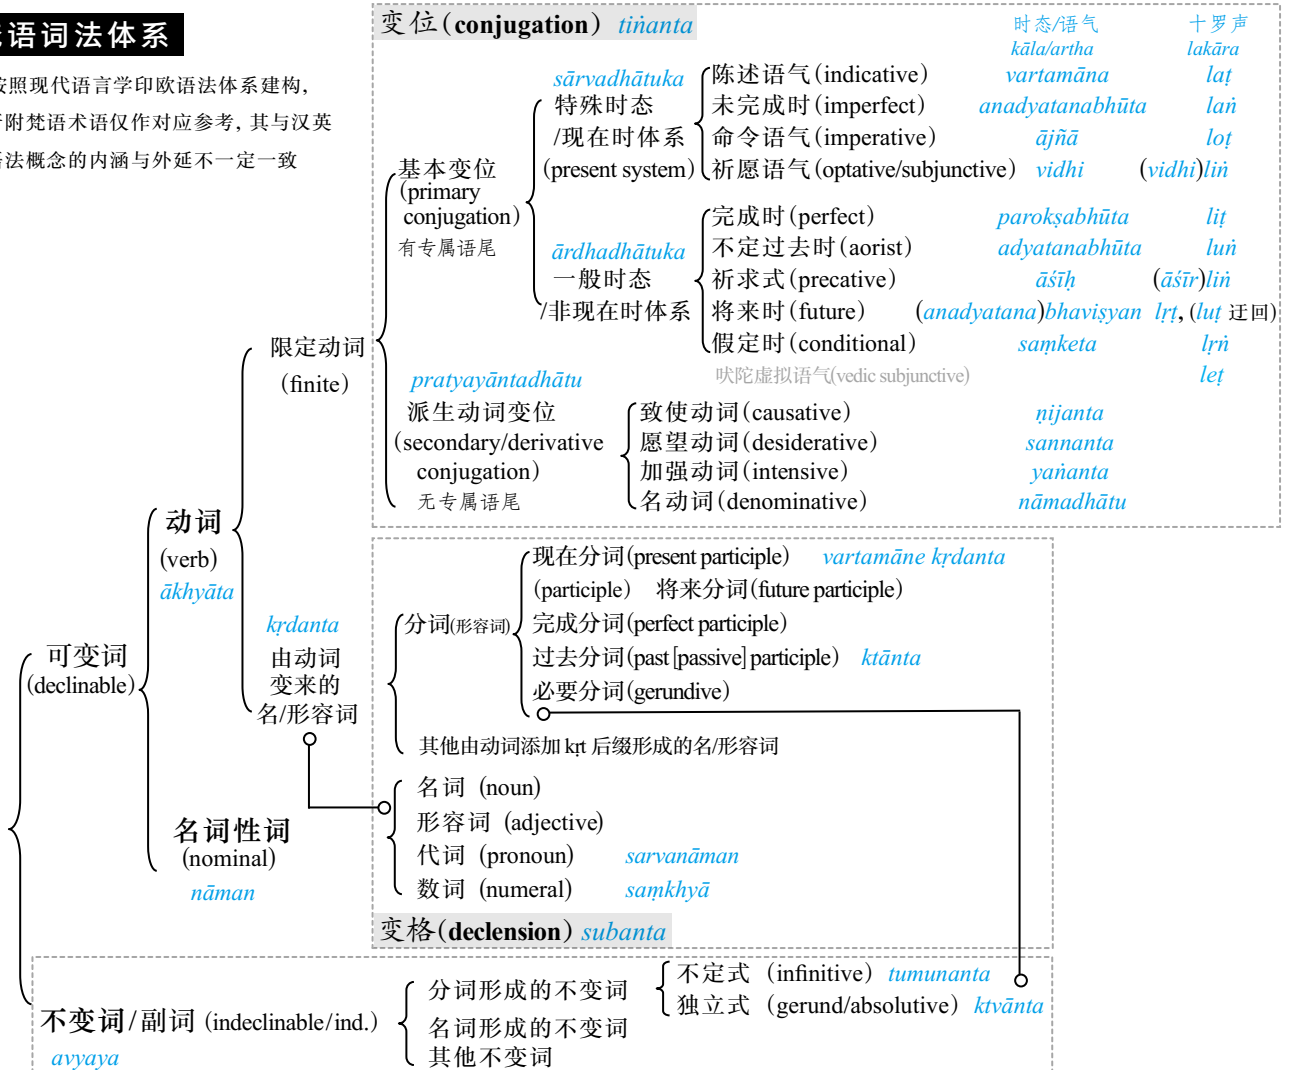 语词法体系
按照现代语言学印欧语法体系建构,
附梵语术语仅作对应参考, 其与汉英
语法概念的内涵与外延不一定一致
变位(conjugation) tiṅanta
时态/语气 十罗声
kāla/artha lakāra
sārvadhātuka
特殊时态
/现在时体系
(present system)
陈述语气(indicative) vartamāna laṭ
未完成时(imperfect) anadyatanabhūta laṅ
命令语气(imperative) ājñā loṭ
祈愿语气(optative/subjunctive) vidhi (vidhi)liṅ
基本变位
(primary
conjugation)
有专属语尾
ārdhadhātuka
一般时态
/非现在时体系
完成时(perfect) parokṣabhūta liṭ
不定过去时(aorist) adyatanabhūta luṅ
祈求式(precative) āśīḥ (āśīr)liṅ
将来时(future) (anadyatana)bhaviṣyan lṛṭ, (luṭ 迂回)
假定时(conditional) saṃketa lṛṅ
吠陀虚拟语气(vedic subjunctive) leṭ
限定动词
(finite)
pratyayāntadhātu
派生动词变位
(secondary/derivative
conjugation)
无专属语尾
致使动词(causative) ṇijanta
愿望动词(desiderative) sannanta
加强动词(intensive) yaṅanta
名动词(denominative) nāmadhātu
动词
(verb)
ākhyāta
kṛdanta
由动词
变来的
名/形容词
分词(形容词)
现在分词(present participle) vartamāne kṛdanta
(participle) 将来分词(future participle)
完成分词(perfect participle)
过去分词(past [passive] participle) ktānta
必要分词(gerundive)
其他由动词添加 kṛt 后缀形成的名/形容词
可变词
(declinable)
名词性词
(nominal)
nāman
名词 (noun)
形容词 (adjective)
代词 (pronoun) sarvanāman
数词 (numeral) saṃkhyā
变格(declension) subanta
不变词/副词 (indeclinable/ind.)
avyaya
分词形成的不变词
不定式 (infinitive) tumunanta
独立式 (gerund/absolutive) ktvānta
名词形成的不变词
其他不变词